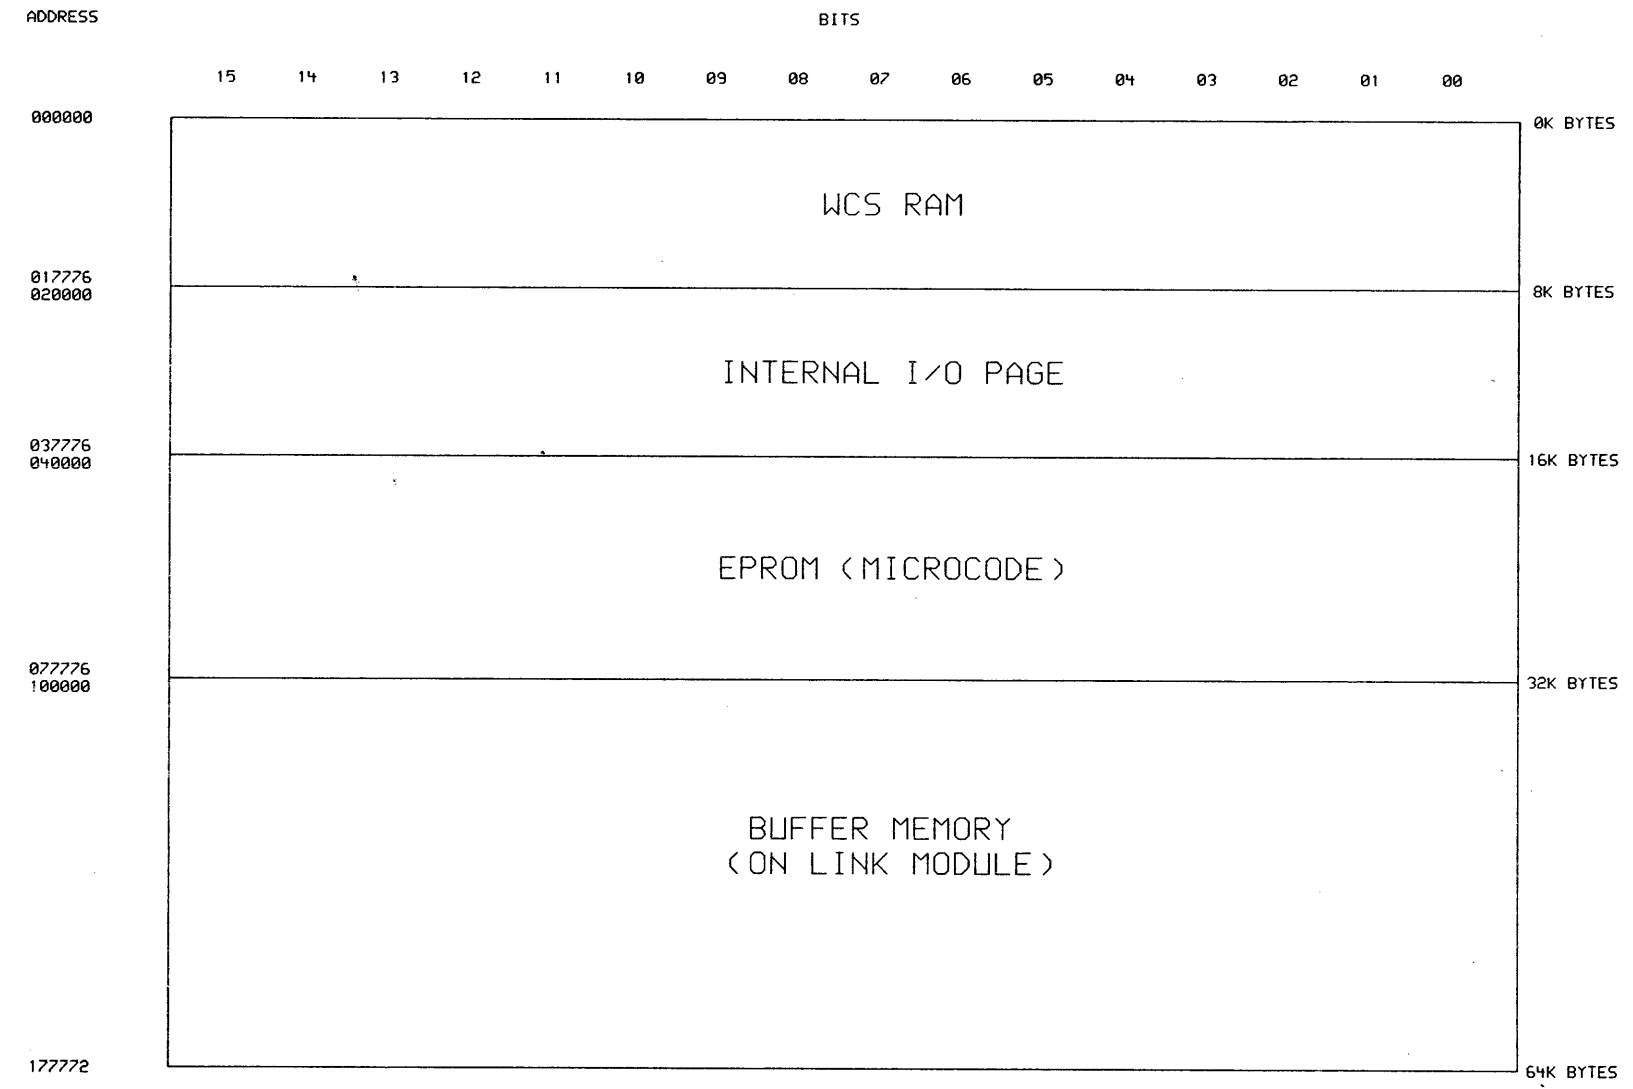 ADDRESS BITS
15 14 13 12 11 10 09 08 07 06 05 04 03 02 01 00
000000 0K BYTES
WCS RAM
017776
020000 8K BYTES
INTERNAL I/O PAGE
037776
040000 16K BYTES
EPROM (MICROCODE)
077776
100000 32K BYTES
BUFFER MEMORY
(ON LINK MODULE)
177772 64K BYTES